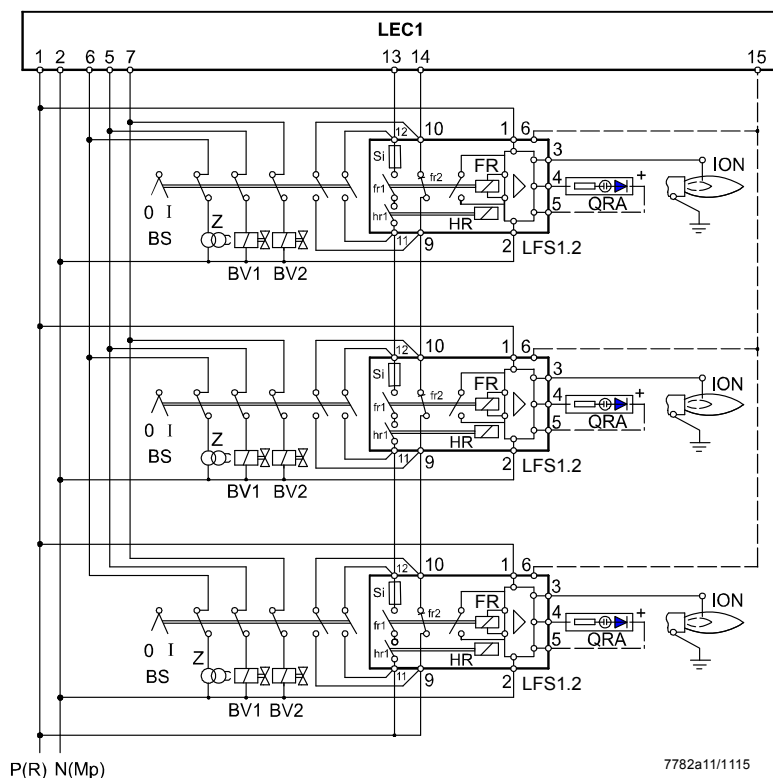 LEC1
1 2 6 5 7 13 14 15
12 10 1 6
Si FR 3 ION
fr1 fr2 4 +
0 I Z 5 QRA
BS hr1 HR
11 9 2 LFS1.2
BV1 BV2
12 10 1 6
Si FR 3 ION
fr1 fr2 4 +
0 I Z 5 QRA
BS hr1 HR
11 9 2 LFS1.2
BV1 BV2
12 10 1 6
Si FR 3 ION
fr1 fr2 4 +
0 I Z 5 QRA
BS hr1 HR
11 9 2 LFS1.2
BV1 BV2
P(R) N(Mp) 7782a11/1115